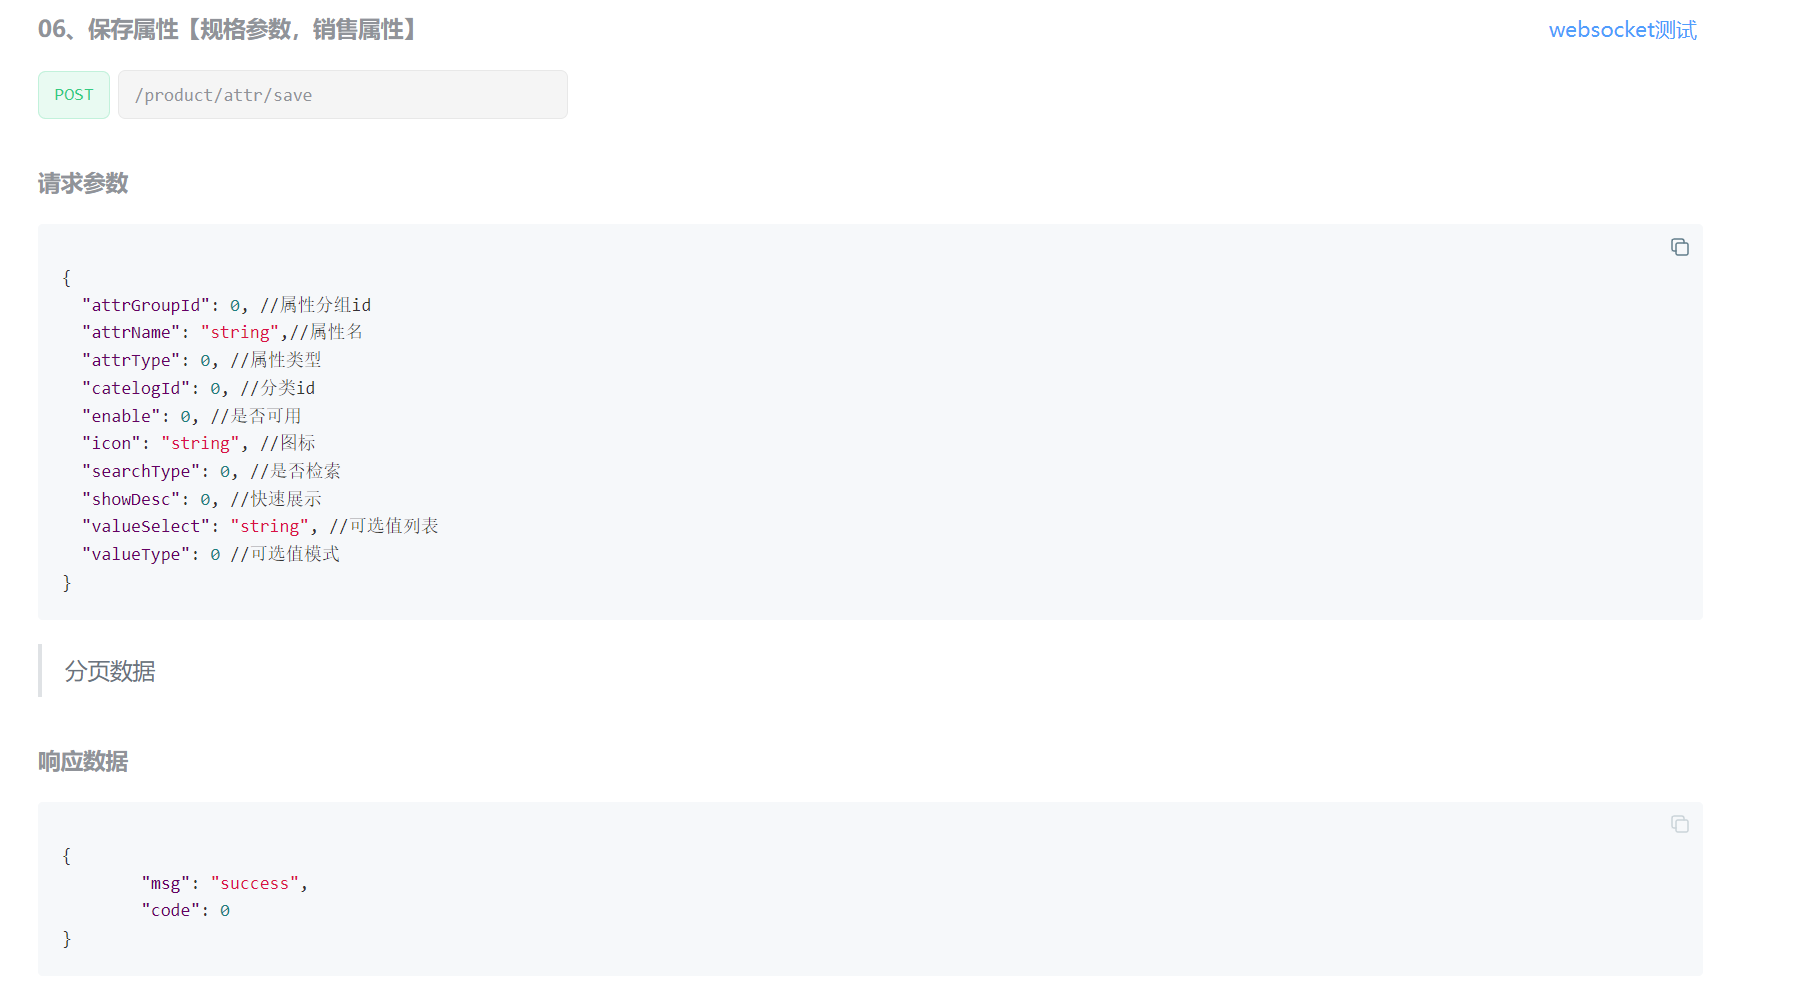 06、保存属性【规格参数，销售属性】
websocket测试
POST
/product/attr/save
请求参数
{
  "attrGroupId": 0, //属性分组id
  "attrName": "string",//属性名
  "attrType": 0, //属性类型
  "catelogId": 0, //分类id
  "enable": 0, //是否可用
  "icon": "string", //图标
  "searchType": 0, //是否检索
  "showDesc": 0, //快速展示
  "valueSelect": "string", //可选值列表
  "valueType": 0 //可选值模式
}
分页数据
响应数据
{
        "msg": "success",
        "code": 0
}